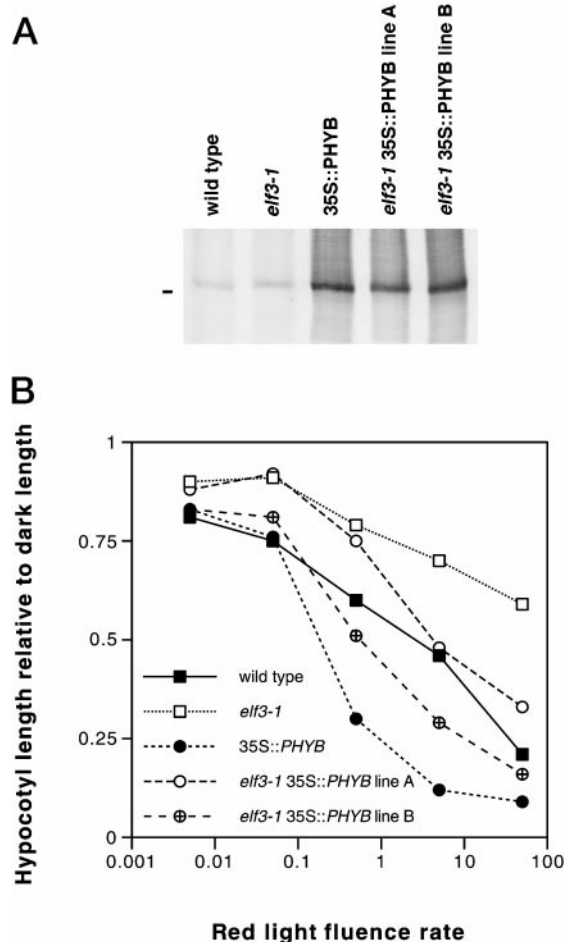 A
wild type
elf3-1
35S::PHYB
elf3-1 35S::PHYB line A
elf3-1 35S::PHYB line B
B
Hypocotyl length relative to dark length
1
0.75
0.5
0.25
0
wild type
elf3-1
35S::PHYB
elf3-1 35S::PHYB line A
elf3-1 35S::PHYB line B
0.001 0.01 0.1 1 10 100
Red light fluence rate